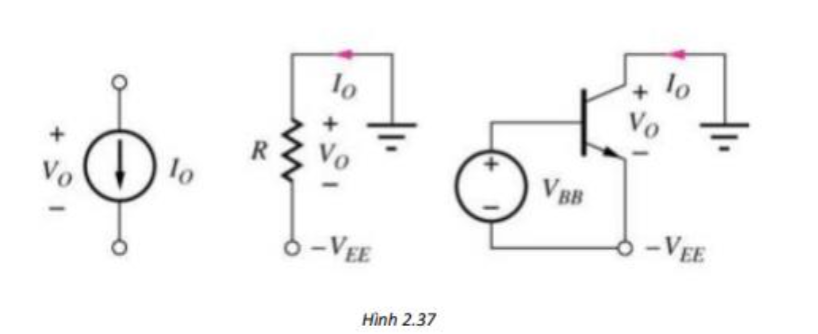 +
V_O
−
I_O
I_O
R
+
V_O
−
−V_EE
+
−
V_BB
+
I_O
V_O
−
−V_EE
Hình 2.37